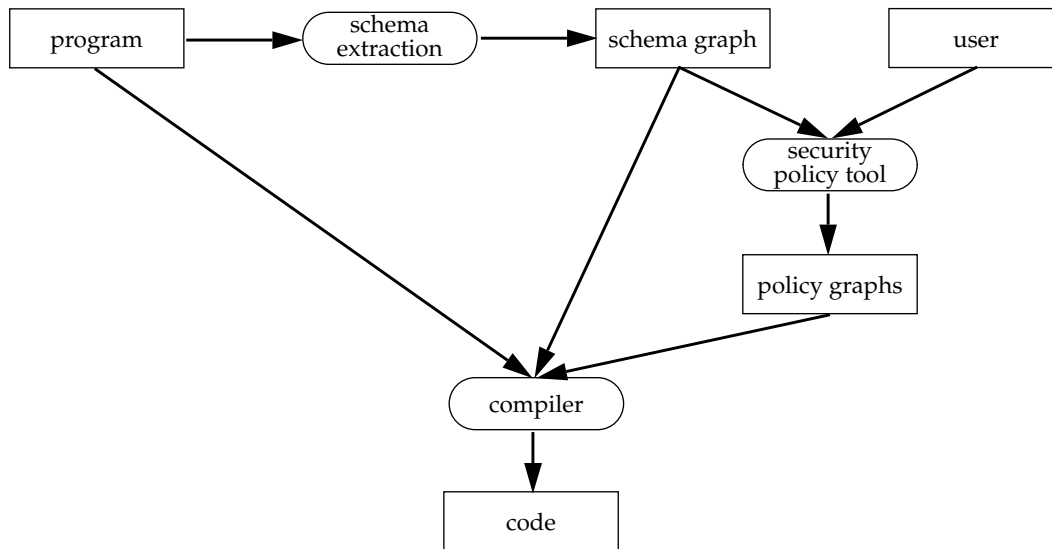 program
schema
extraction
schema graph
user
security
policy tool
policy graphs
compiler
code